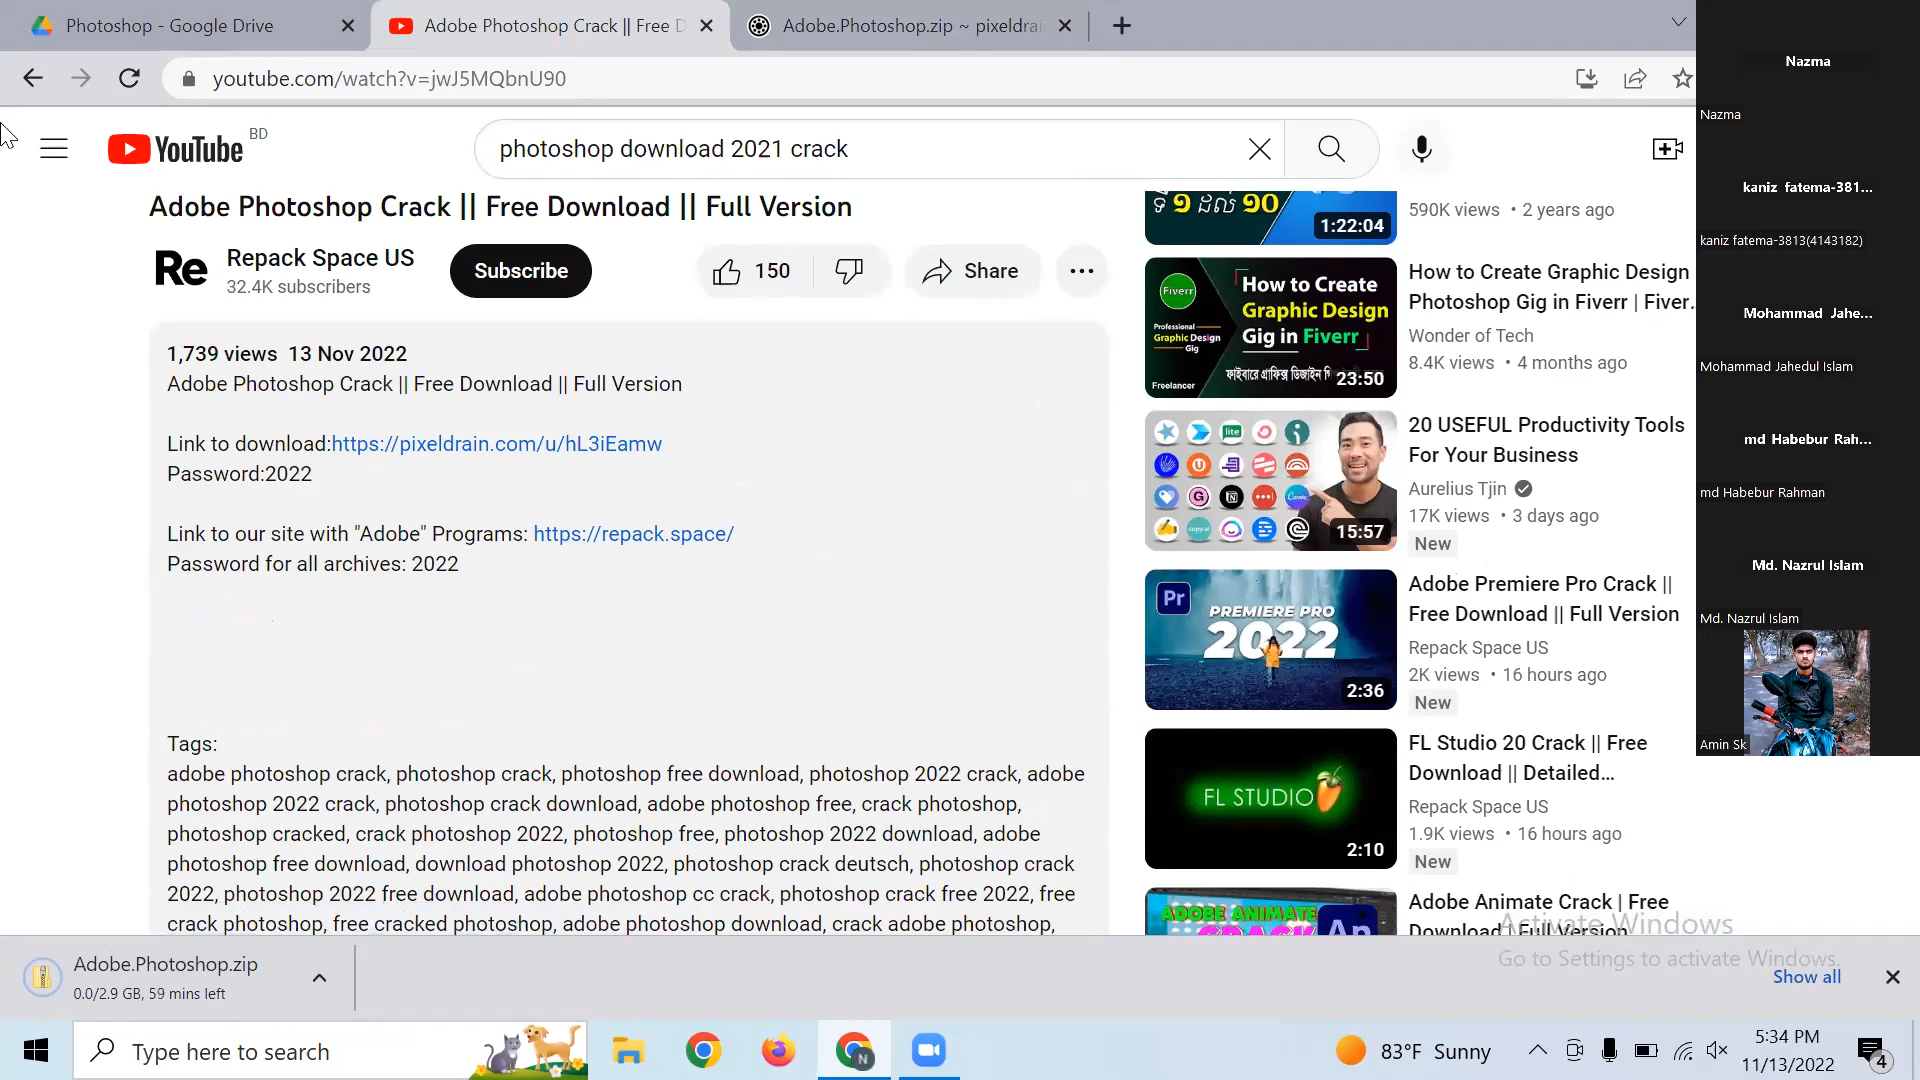 Photoshop - Google Drive
Adobe Photoshop Crack || Free D
Adobe.Photoshop.zip ~ pixeldrai
youtube.com/watch?v=jwJ5MQbnU90
YouTube
BD
photoshop download 2021 crack
Adobe Photoshop Crack || Free Download || Full Version
Re
Repack Space US
32.4K subscribers
Subscribe
150
Share
1,739 views 13 Nov 2022
Adobe Photoshop Crack || Free Download || Full Version
Link to download:https://pixeldrain.com/u/hL3iEamw
Password:2022
Link to our site with "Adobe" Programs: https://repack.space/
Password for all archives: 2022
Tags:
adobe photoshop crack, photoshop crack, photoshop free download, photoshop 2022 crack, adobe
photoshop 2022 crack, photoshop crack download, adobe photoshop free, crack photoshop,
photoshop cracked, crack photoshop 2022, photoshop free, photoshop 2022 download, adobe
photoshop free download, download photoshop 2022, photoshop crack deutsch, photoshop crack
2022, photoshop 2022 free download, adobe photoshop cc crack, photoshop crack free 2022, free
crack photoshop, free cracked photoshop, adobe photoshop download, crack adobe photoshop,
1:22:04
590K views • 2 years ago
Fiverr
Professional
Graphic Design
Gig
Freelancer
How to Create
Graphic Design
Gig in Fiverr
23:50
How to Create Graphic Design
Photoshop Gig in Fiverr | Fiver..
Wonder of Tech
8.4K views • 4 months ago
lite
15:57
20 USEFUL Productivity Tools
For Your Business
Aurelius Tjin
17K views • 3 days ago
New
Pr
PREMIERE PRO
2022
2:36
Adobe Premiere Pro Crack ||
Free Download || Full Version
Repack Space US
2K views • 16 hours ago
New
FL STUDIO
2:10
FL Studio 20 Crack || Free
Download || Detailed...
Repack Space US
1.9K views • 16 hours ago
New
ADOBE ANIMATE
CRACK
An
Adobe Animate Crack | Free
Download | Full Version
Activate Windows
Go to Settings to activate Windows.
Nazma
Nazma
kaniz fatema-381...
kaniz fatema-3813(4143182)
Mohammad Jahe...
Mohammad Jahedul Islam
md Habebur Rah...
md Habebur Rahman
Md. Nazrul Islam
Md. Nazrul Islam
Amin Sk
Adobe.Photoshop.zip
0.0/2.9 GB, 59 mins left
Show all
Type here to search
N
83°F Sunny
5:34 PM
11/13/2022
4